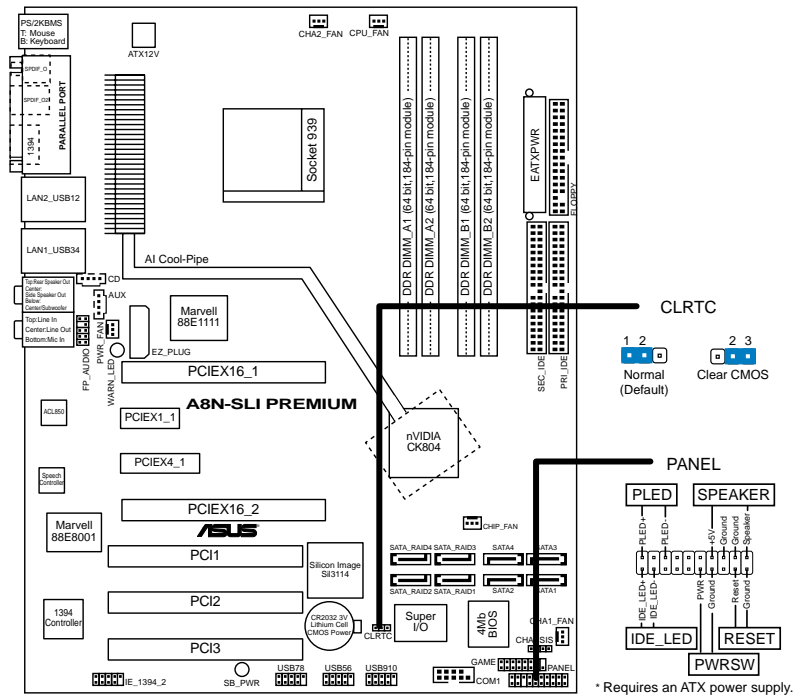 PS/2KBMS
T: Mouse
B: Keyboard
ATX12V
CHA2_FAN
CPU_FAN
SPDIF_O
SPDIF_O2
PARALLEL PORT
1394
Socket 939
DDR DIMM_A1 (64 bit,184-pin module)
DDR DIMM_A2 (64 bit,184-pin module)
DDR DIMM_B1 (64 bit,184-pin module)
DDR DIMM_B2 (64 bit,184-pin module)
EATXPWR
FLOPPY
LAN2_USB12
LAN1_USB34
AI Cool-Pipe
CD
AUX
Top:Rear Speaker Out
Center:
Side Speaker Out
Below:
Center/Subwoofer
Top:Line In
Center:Line Out
Bottom:Mic In
FP_AUDIO
PWR_FAN
WARN_LED
EZ_PLUG
Marvell
88E1111
SEC_IDE
PRI_IDE
CLRTC
1 2
Normal
(Default)
2 3
Clear CMOS
PCIEX16_1
A8N-SLI PREMIUM
ACL850
PCIEX1_1
nVIDIA
CK804
PCIEX4_1
Speech
Controller
PCIEX16_2
ASUS
Marvell
88E8001
CHIP_FAN
PCI1
SATA_RAID4
SATA_RAID3
SATA4
SATA3
Silicon Image
Sil3114
SATA_RAID2
SATA_RAID1
SATA2
SATA1
PCI2
1394
Controller
CR2032 3V
Lithium Cell
CMOS Power
CLRTC
Super
I/O
4Mb
BIOS
CHA1_FAN
CHASSIS
PCI3
IE_1394_2
SB_PWR
USB78
USB56
USB910
GAME
COM1
PANEL
PANEL
PLED
SPEAKER
PLED+
PLED-
+5V
Ground
Ground
Speaker
IDE_LED+
IDE_LED-
PWR
Ground
Reset
Ground
IDE_LED
RESET
PWRSW
* Requires an ATX power supply.